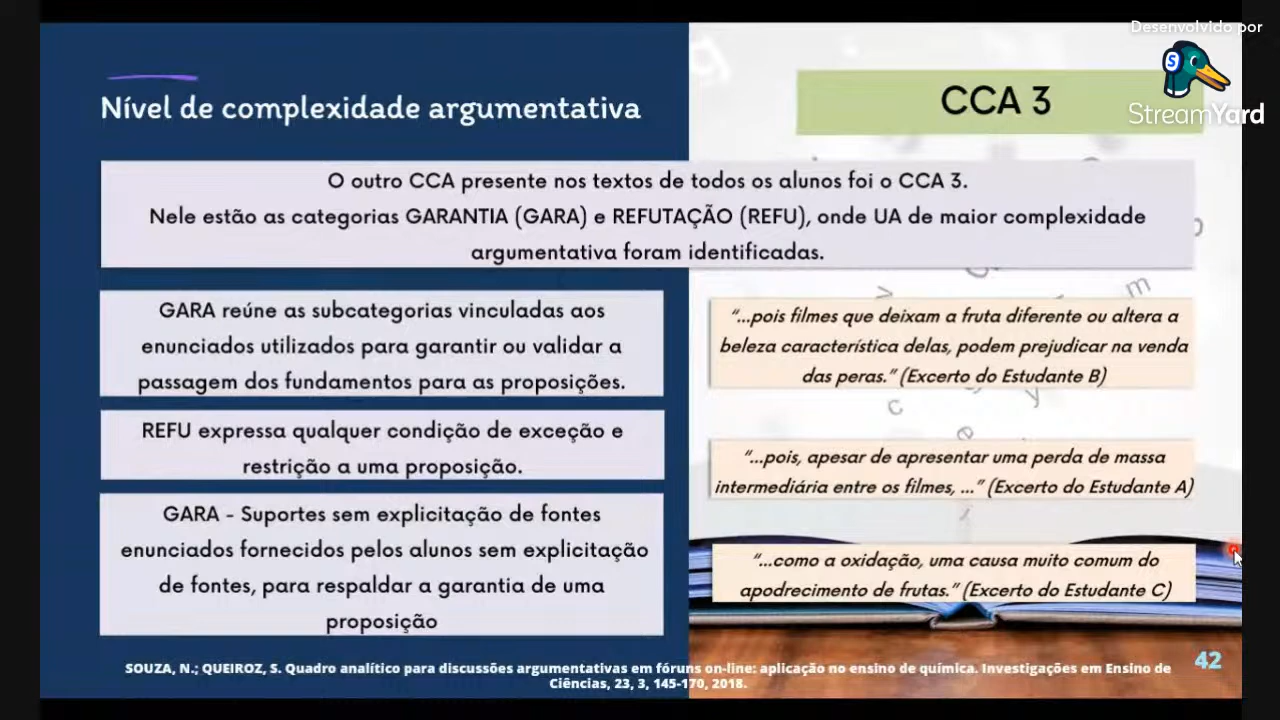 Desenvolvido por
StreamYard
Nível de complexidade argumentativa
CCA 3
O outro CCA presente nos textos de todos os alunos foi o CCA 3.
Nele estão as categorias GARANTIA (GARA) e REFUTAÇÃO (REFU), onde UA de maior complexidade
argumentativa foram identificadas.
GARA reúne as subcategorias vinculadas aos
enunciados utilizados para garantir ou validar a
passagem dos fundamentos para as proposições.
“...pois filmes que deixam a fruta diferente ou altera a
beleza característica delas, podem prejudicar na venda
das peras.” (Excerto do Estudante B)
REFU expressa qualquer condição de exceção e
restrição a uma proposição.
“...pois, apesar de apresentar uma perda de massa
intermediária entre os filmes, ...” (Excerto do Estudante A)
GARA - Suportes sem explicitação de fontes
enunciados fornecidos pelos alunos sem explicitação
de fontes, para respaldar a garantia de uma
proposição
“...como a oxidação, uma causa muito comum do
apodrecimento de frutas.” (Excerto do Estudante C)
SOUZA, N.; QUEIROZ, S. Quadro analítico para discussões argumentativas em fóruns on-line: aplicação no ensino de química. Investigações em Ensino de
Ciências, 23, 3, 145-170, 2018.
42